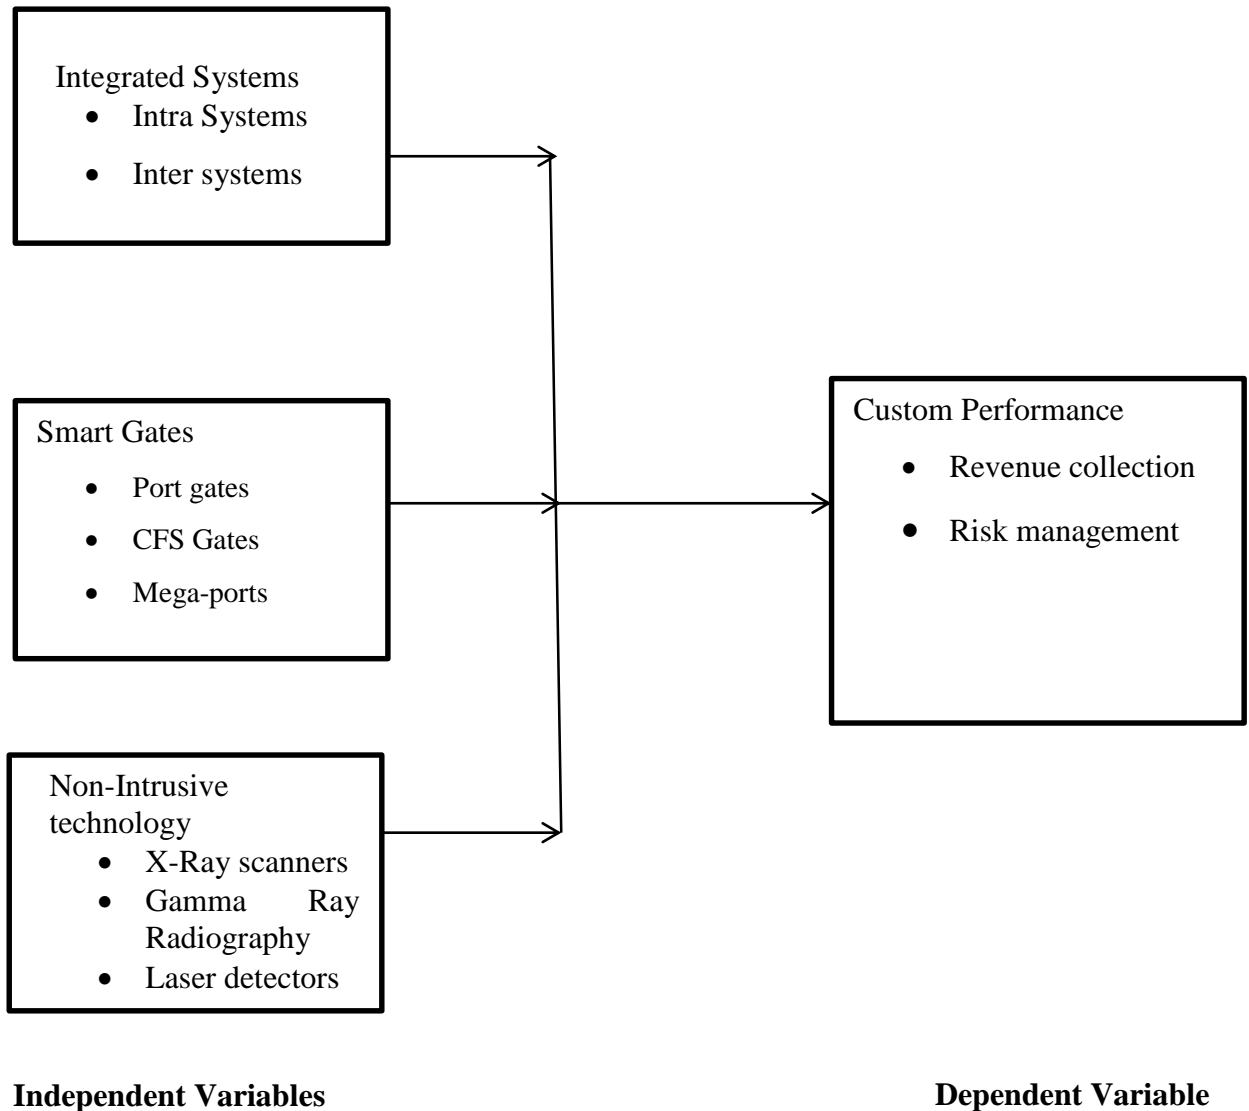 Integrated Systems
• Intra Systems
• Inter systems
Smart Gates
• Port gates
• CFS Gates
• Mega-ports
Non-Intrusive
technology
• X-Ray scanners
• Gamma Ray
Radiography
• Laser detectors
Custom Performance
• Revenue collection
• Risk management
Independent Variables
Dependent Variable